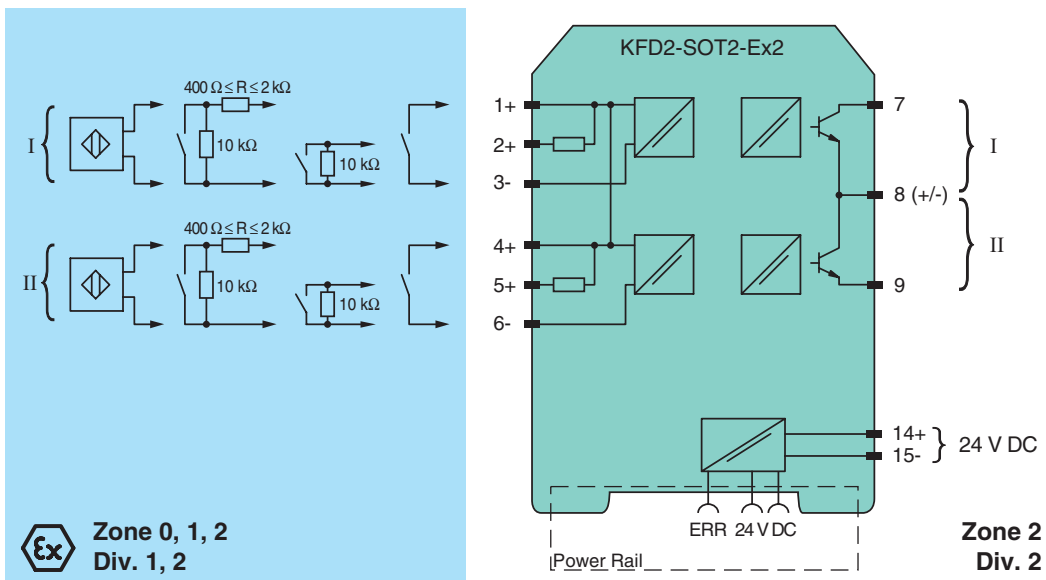 KFD2-SOT2-Ex2
400 Ω ≤ R ≤ 2 kΩ
I
10 kΩ
10 kΩ
400 Ω ≤ R ≤ 2 kΩ
II
10 kΩ
10 kΩ
1+
2+
3-
4+
5+
6-
7
I
8 (+/-)
II
9
14+
15-
24 V DC
ERR 24 V DC
Power Rail
Ex
Zone 0, 1, 2
Div. 1, 2
Zone 2
Div. 2